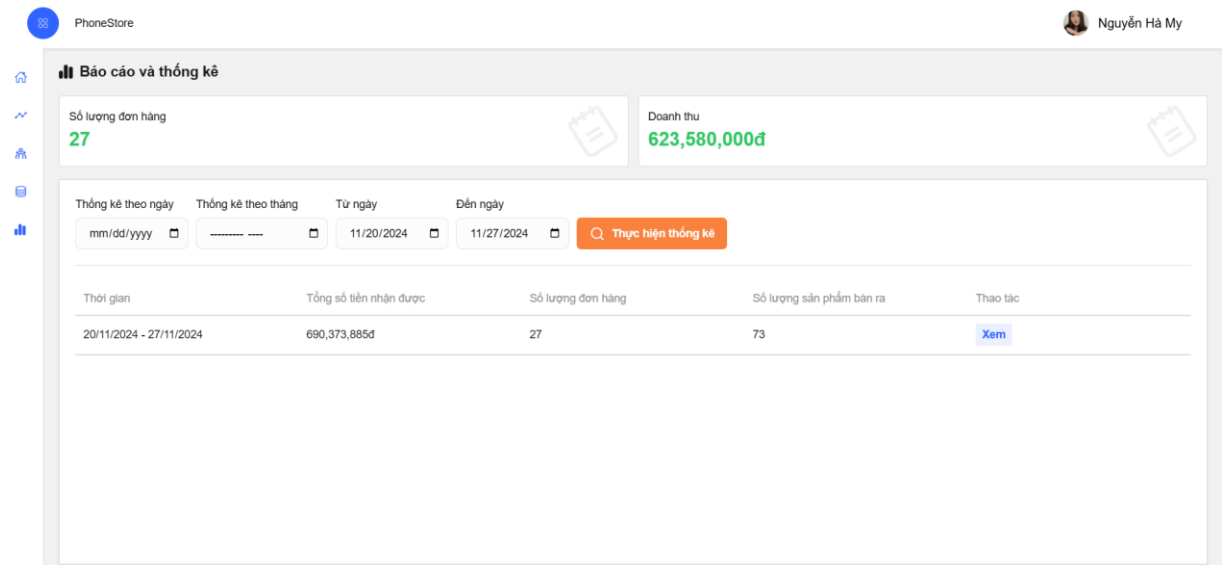 PhoneStore
Nguyễn Hà My
Báo cáo và thống kê
Số lượng đơn hàng
27
Doanh thu
623,580,000đ
Thống kê theo ngày Thống kê theo tháng Từ ngày Đến ngày
mm/dd/yyyy --------- ---- 11/20/2024 11/27/2024 Thực hiện thống kê
Thời gian Tổng số tiền nhận được Số lượng đơn hàng Số lượng sản phẩm bán ra Thao tác
20/11/2024 - 27/11/2024 690,373,885đ 27 73 Xem